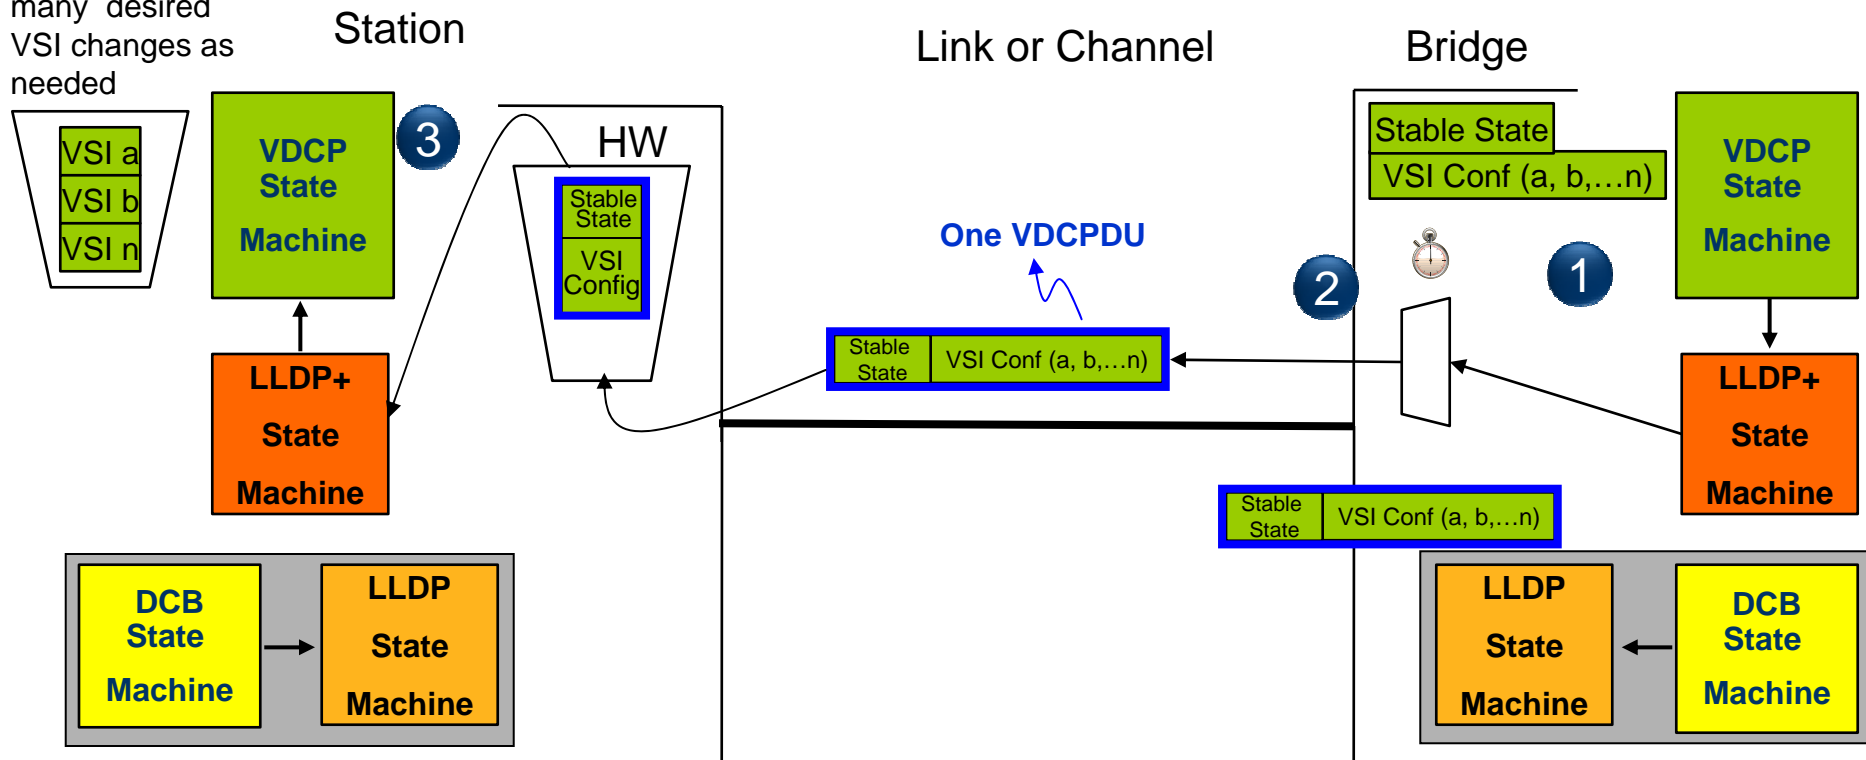 many desired
VSI changes as
needed
Station
Link or Channel
Bridge
VSI a
VSI b
VSI n
VDCP
State
Machine
3
HW
Stable
State
VSI
Config
LLDP+
State
Machine
One VDCPDU
Stable
State
VSI Conf (a, b,…n)
2
1
Stable State
VSI Conf (a, b,…n)
VDCP
State
Machine
LLDP+
State
Machine
Stable
State
VSI Conf (a, b,…n)
DCB
State
Machine
LLDP
State
Machine
LLDP
State
Machine
DCB
State
Machine